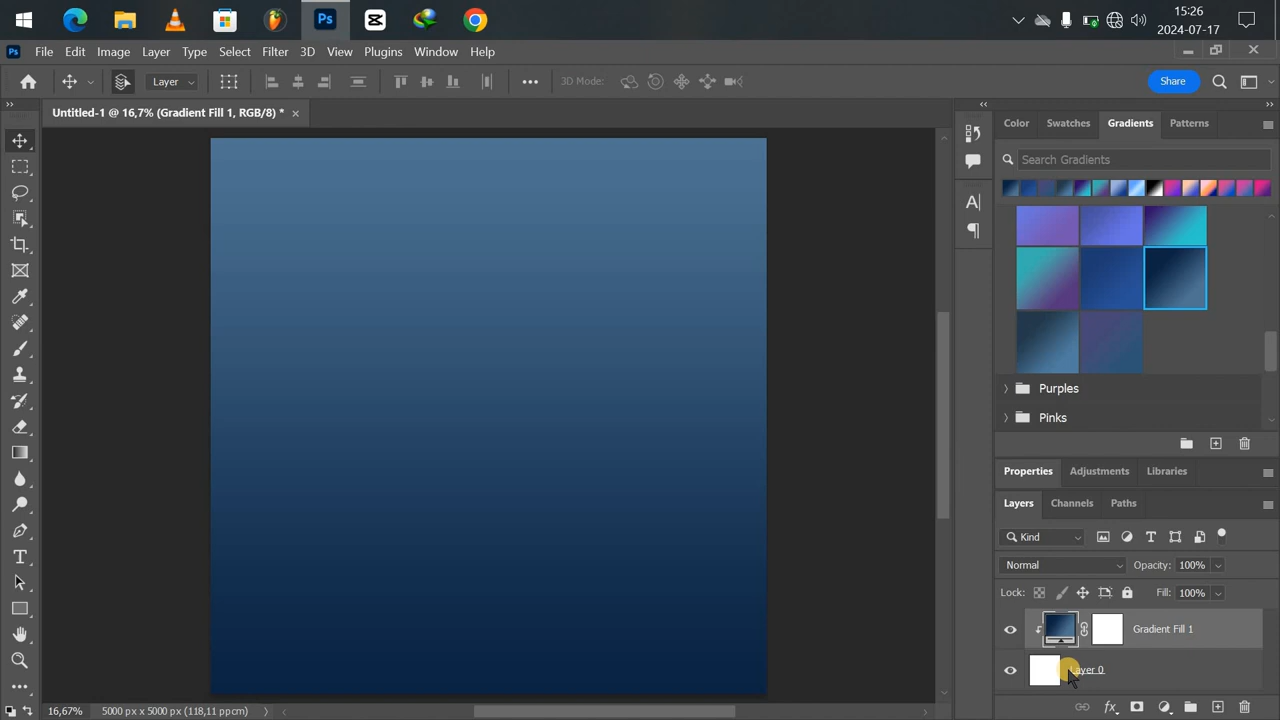 15:26
2024-07-17
Ps
File Edit Image Layer Type Select Filter 3D View Plugins Window Help
Layer
3D Mode:
Share
Untitled-1 @ 16,7% (Gradient Fill 1, RGB/8) *
Color Swatches Gradients Patterns
Search Gradients
Purples
Pinks
Properties Adjustments Libraries
Layers Channels Paths
Kind
Normal Opacity: 100%
Lock: Fill: 100%
Gradient Fill 1
Layer 0
16,67% 5000 px x 5000 px (118,11 ppcm)